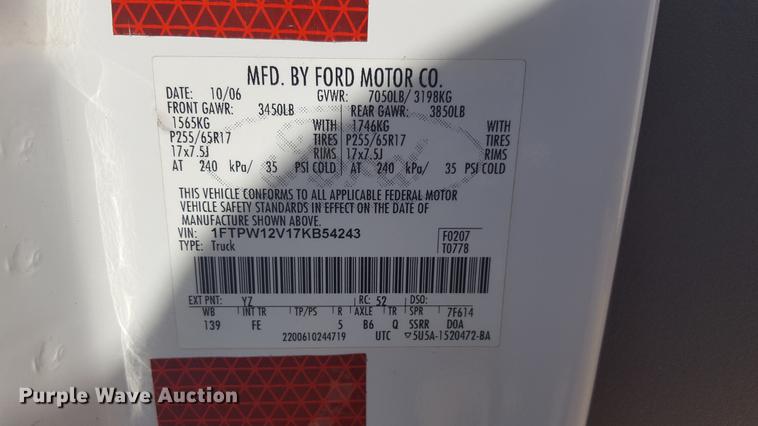 MFD. BY FORD MOTOR CO.
DATE: 10/06 GVWR: 7050LB/ 3198KG
FRONT GAWR: 3450LB REAR GAWR: 3850LB
1565KG WITH 1746KG WITH
P255/65R17 TIRES P255/65R17 TIRES
17x7.5J RIMS 17x7.5J RIMS
AT 240 kPa/ 35 PSI COLD AT 240 kPa/ 35 PSI COLD
THIS VEHICLE CONFORMS TO ALL APPLICABLE FEDERAL MOTOR
VEHICLE SAFETY STANDARDS IN EFFECT ON THE DATE OF
MANUFACTURE SHOWN ABOVE.
VIN: 1FTPW12V17KB54243 F0207
TYPE: Truck T0778
EXT PNT: YZ RC: 52 DSO:
WB INT TR TP/PS R AXLE TR SPR 7F614
139 FE 5 B6 Q SSRR D0A
2200610244719 UTC ▽5U5A-1520472-BA
Purple Wave Auction